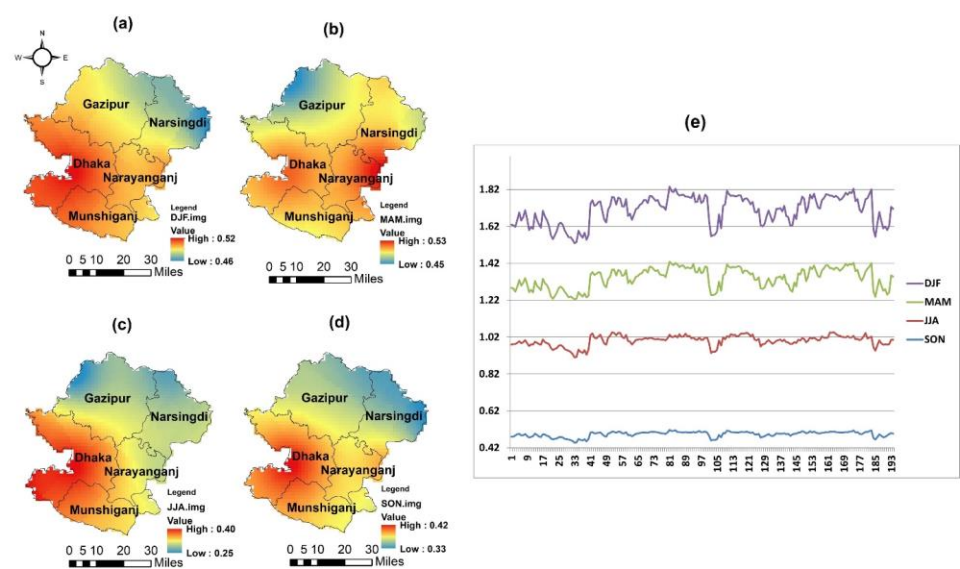 (a)
N
W E
S
Gazipur
Narsingdi
Dhaka
Narayanganj
Munshiganj
Legend
DJF.img
Value
High : 0.52
Low : 0.46
0 5 10 20 30
Miles
(b)
Gazipur
Narsingdi
Dhaka
Narayanganj
Munshiganj
Legend
MAM.img
Value
High : 0.53
Low : 0.45
0 5 10 20 30
Miles
(c)
Gazipur
Narsingdi
Dhaka
Narayanganj
Munshiganj
Legend
JJA.img
Value
High : 0.40
Low : 0.25
0 5 10 20 30
Miles
(d)
Gazipur
Narsingdi
Dhaka
Narayanganj
Munshiganj
Legend
SON.img
Value
High : 0.42
Low : 0.33
0 5 10 20 30
Miles
(e)
1.82
1.62
1.42
1.22
1.02
0.82
0.62
0.42
1 9 17 25 33 41 49 57 65 73 81 89 97 105 113 121 129 137 145 153 161 169 177 185 193
DJF
MAM
JJA
SON